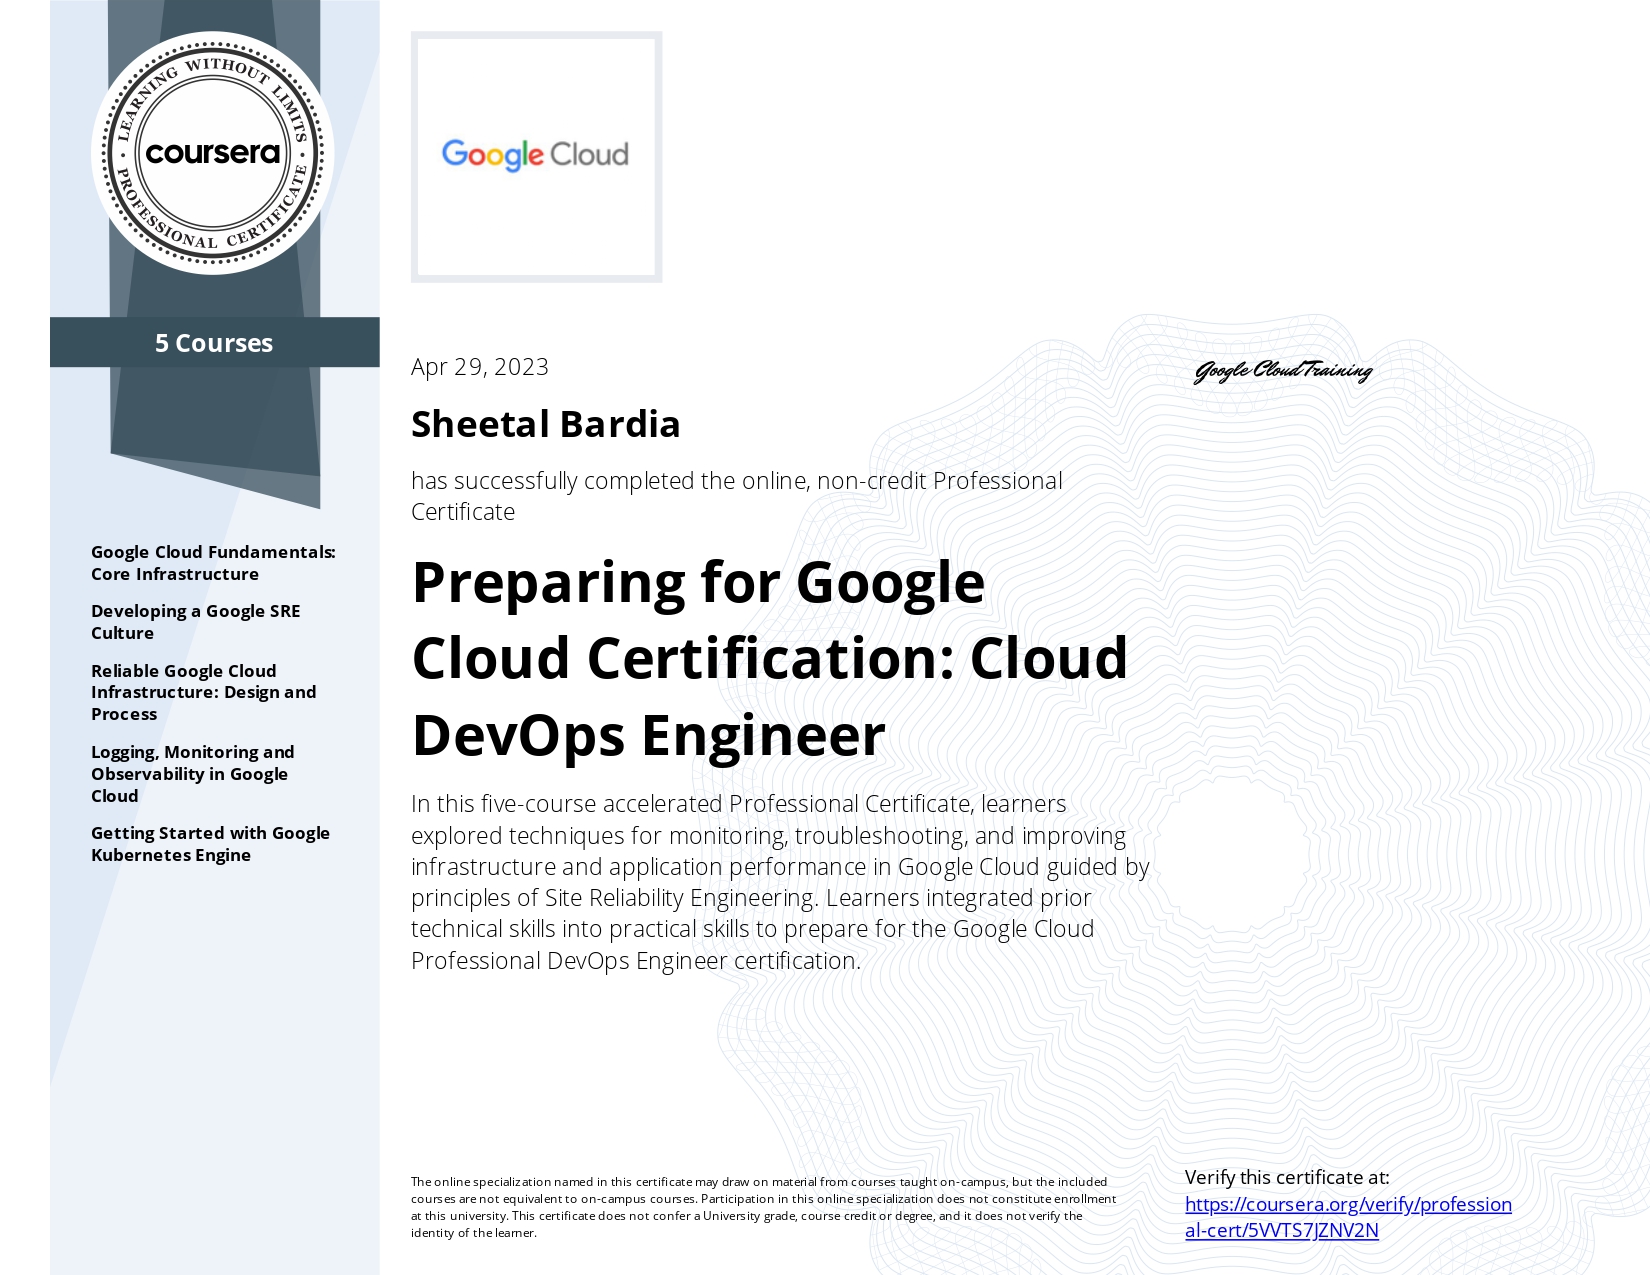 LEARNING WITHOUT LIMITS
coursera
PROFESSIONAL CERTIFICATE
5 Courses
Google Cloud Fundamentals:
Core Infrastructure
Developing a Google SRE
Culture
Reliable Google Cloud
Infrastructure: Design and
Process
Logging, Monitoring and
Observability in Google
Cloud
Getting Started with Google
Kubernetes Engine
Google Cloud
Apr 29, 2023
Sheetal Bardia
has successfully completed the online, non-credit Professional
Certificate
Preparing for Google
Cloud Certification: Cloud
DevOps Engineer
In this five-course accelerated Professional Certificate, learners
explored techniques for monitoring, troubleshooting, and improving
infrastructure and application performance in Google Cloud guided by
principles of Site Reliability Engineering. Learners integrated prior
technical skills into practical skills to prepare for the Google Cloud
Professional DevOps Engineer certification.
Google Cloud Training
The online specialization named in this certificate may draw on material from courses taught on-campus, but the included
courses are not equivalent to on-campus courses. Participation in this online specialization does not constitute enrollment
at this university. This certificate does not confer a University grade, course credit or degree, and it does not verify the
identity of the learner.
Verify this certificate at:
https://coursera.org/verify/profession
al-cert/5VVTS7JZNV2N